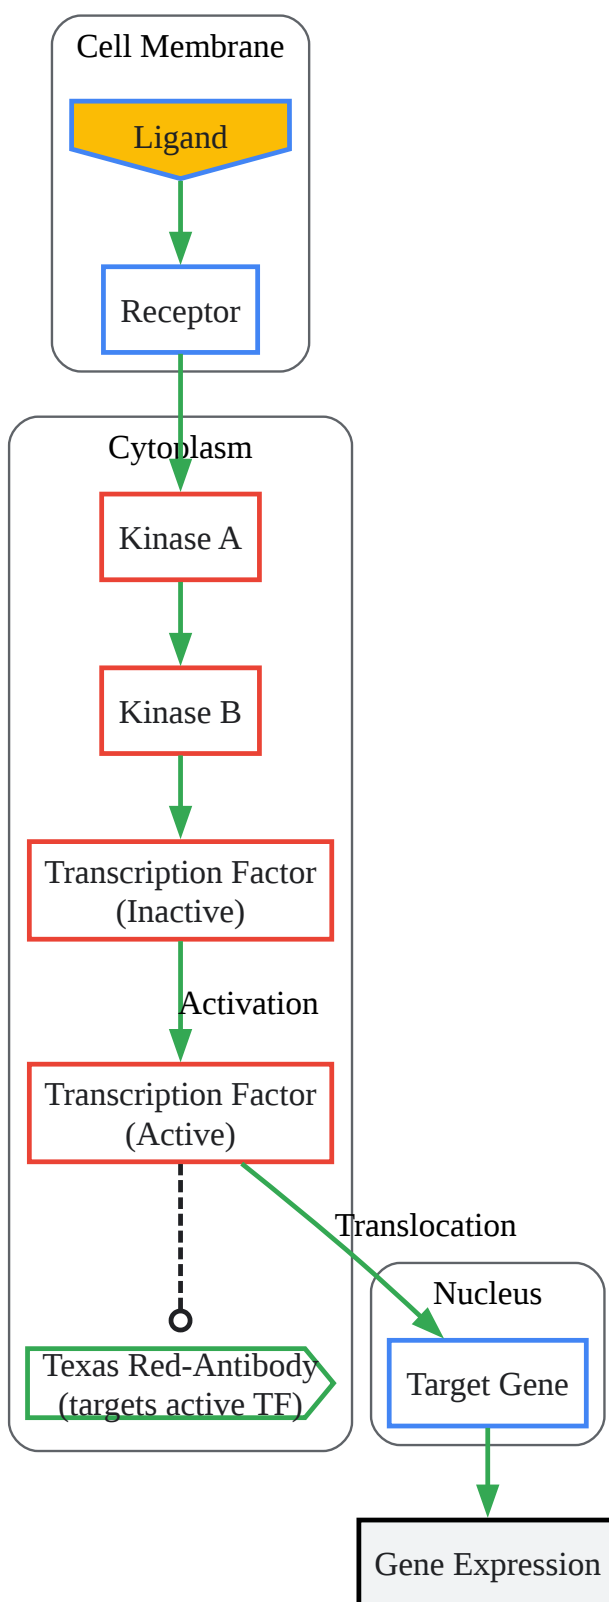 Cell Membrane
Ligand
Receptor
Cytoplasm
Kinase A
Kinase B
Transcription Factor
(Inactive)
Activation
Transcription Factor
(Active)
Translocation
Nucleus
Texas Red-Antibody
(targets active TF)
Target Gene
Gene Expression